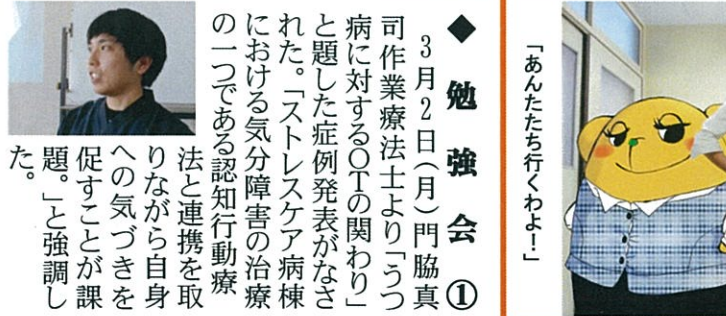 「あんたたち行くわよ！」
◆勉強会①
3月2日(月)門脇真
司作業療法士より「うつ
病に対するOTの関わり」
と題した症例発表がなさ
れた。「ストレスケア病棟
における気分障害の治療
の一つである認知行動療
法と連携を取
りながら自身
への気づきを
促すことが課
題。」と強調し
た。